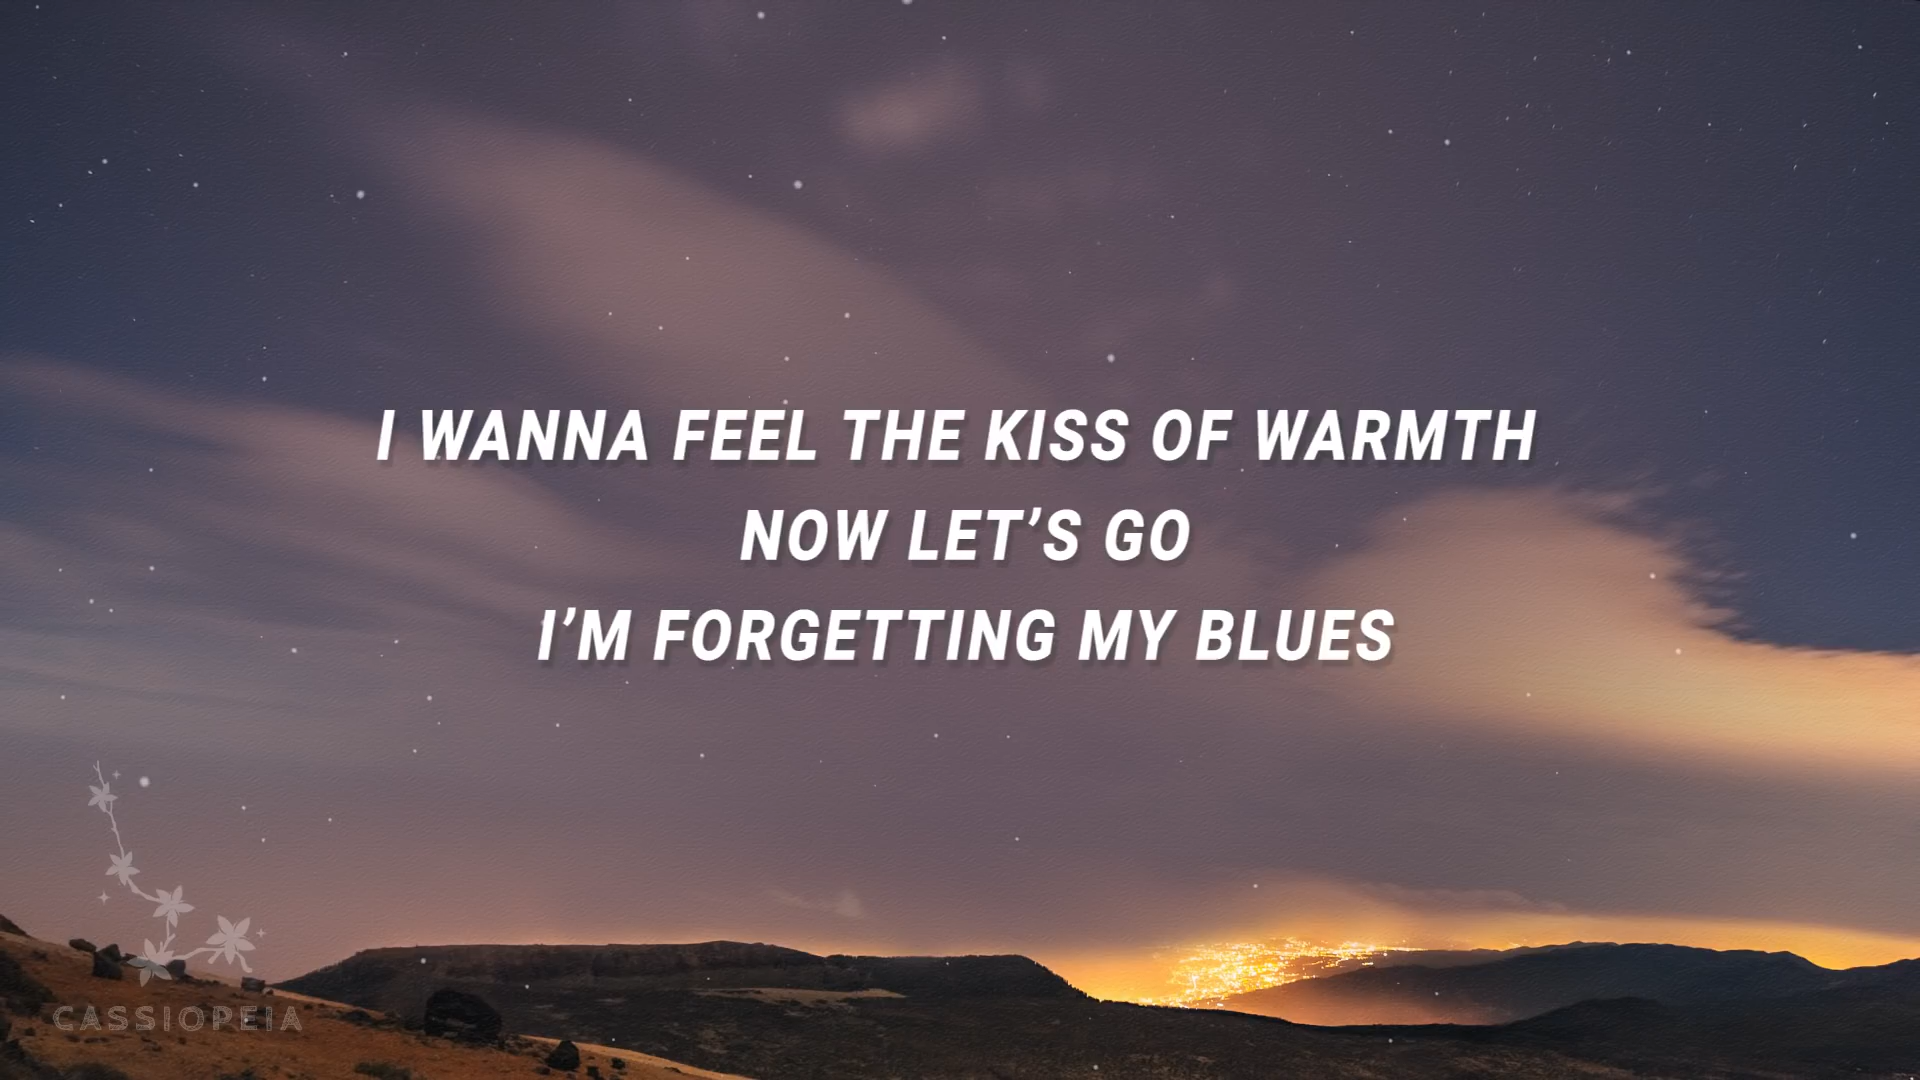 I WANNA FEEL THE KISS OF WARMTH
NOW LET’S GO
I’M FORGETTING MY BLUES
CASSIOPEIA